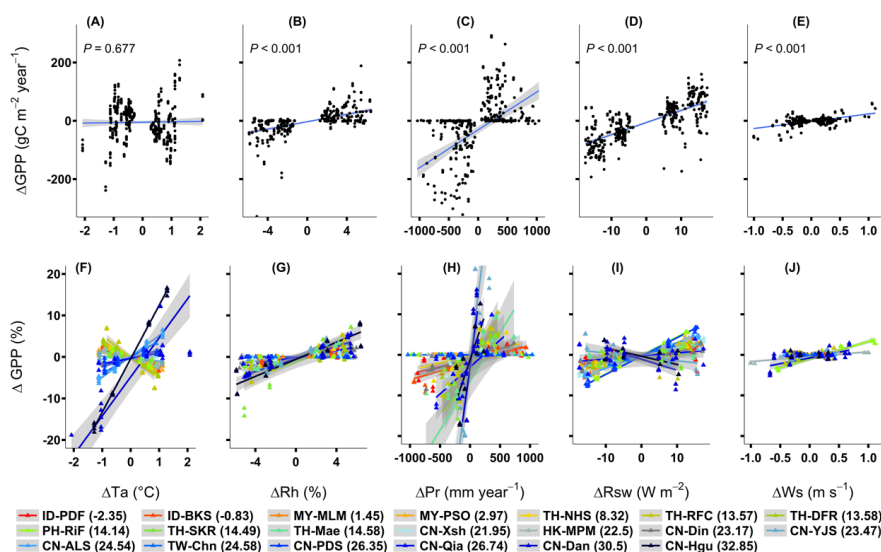 (A) (B) (C) (D) (E)
P = 0.677 P < 0.001 P < 0.001 P < 0.001 P < 0.001
ΔGPP (gC m⁻² year⁻¹)
200
0
-200
-2 -1 0 1 2 -4 0 4 -1000 -500 0 500 1000 -10 0 10 -1.0 -0.5 0.0 0.5 1.0
(F) (G) (H) (I) (J)
Δ GPP (%)
20
10
0
-10
-20
-2 -1 0 1 2 -4 0 4 -1000 -500 0 500 1000 -10 0 10 -1.0 -0.5 0.0 0.5 1.0
ΔTa (°C) ΔRh (%) ΔPr (mm year⁻¹) ΔRsw (W m⁻²) ΔWs (m s⁻¹)
ID-PDF (-2.35) ID-BKS (-0.83) MY-MLM (1.45) MY-PSO (2.97) TH-NHS (8.32) TH-RFC (13.57) TH-DFR (13.58)
PH-RiF (14.14) TH-SKR (14.49) TH-Mae (14.58) CN-Xsh (21.95) HK-MPM (22.5) CN-Din (23.17) CN-YJS (23.47)
CN-ALS (24.54) TW-Chn (24.58) CN-PDS (26.35) CN-Qia (26.74) CN-Dan (30.5) CN-Hgu (32.85)